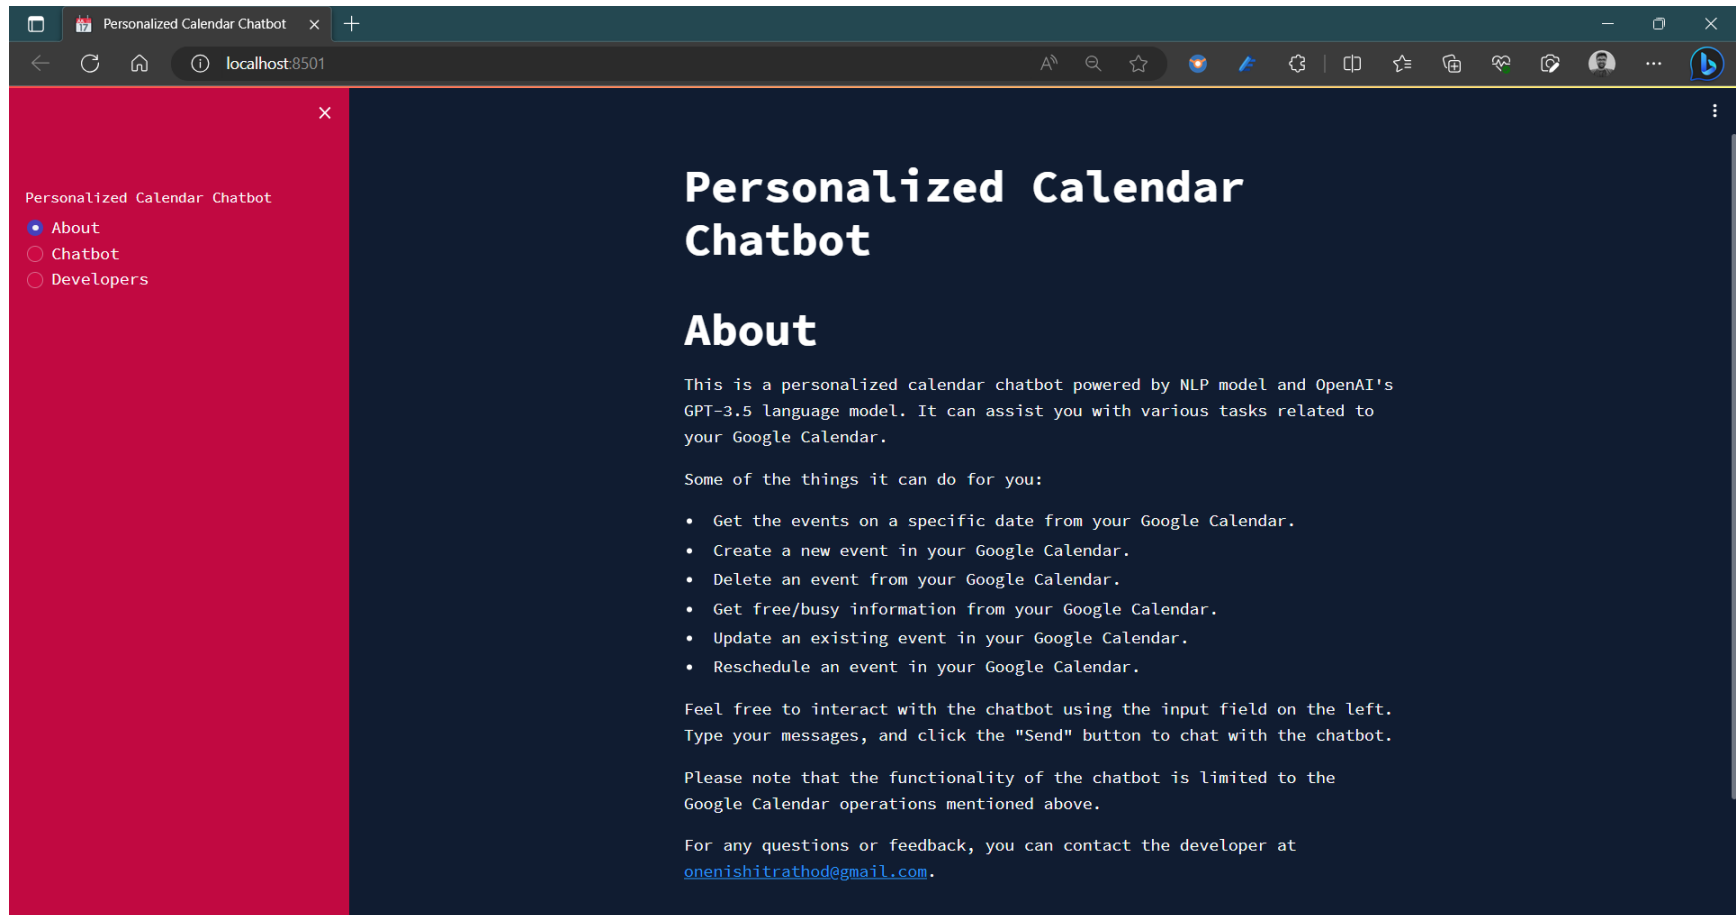 Personalized Calendar Chatbot
localhost:8501
Personalized Calendar Chatbot
About
Chatbot
Developers
Personalized Calendar
Chatbot
About
This is a personalized calendar chatbot powered by NLP model and OpenAI's
GPT-3.5 language model. It can assist you with various tasks related to
your Google Calendar.
Some of the things it can do for you:
• Get the events on a specific date from your Google Calendar.
• Create a new event in your Google Calendar.
• Delete an event from your Google Calendar.
• Get free/busy information from your Google Calendar.
• Update an existing event in your Google Calendar.
• Reschedule an event in your Google Calendar.
Feel free to interact with the chatbot using the input field on the left.
Type your messages, and click the "Send" button to chat with the chatbot.
Please note that the functionality of the chatbot is limited to the
Google Calendar operations mentioned above.
For any questions or feedback, you can contact the developer at
onenishitrathod@gmail.com.